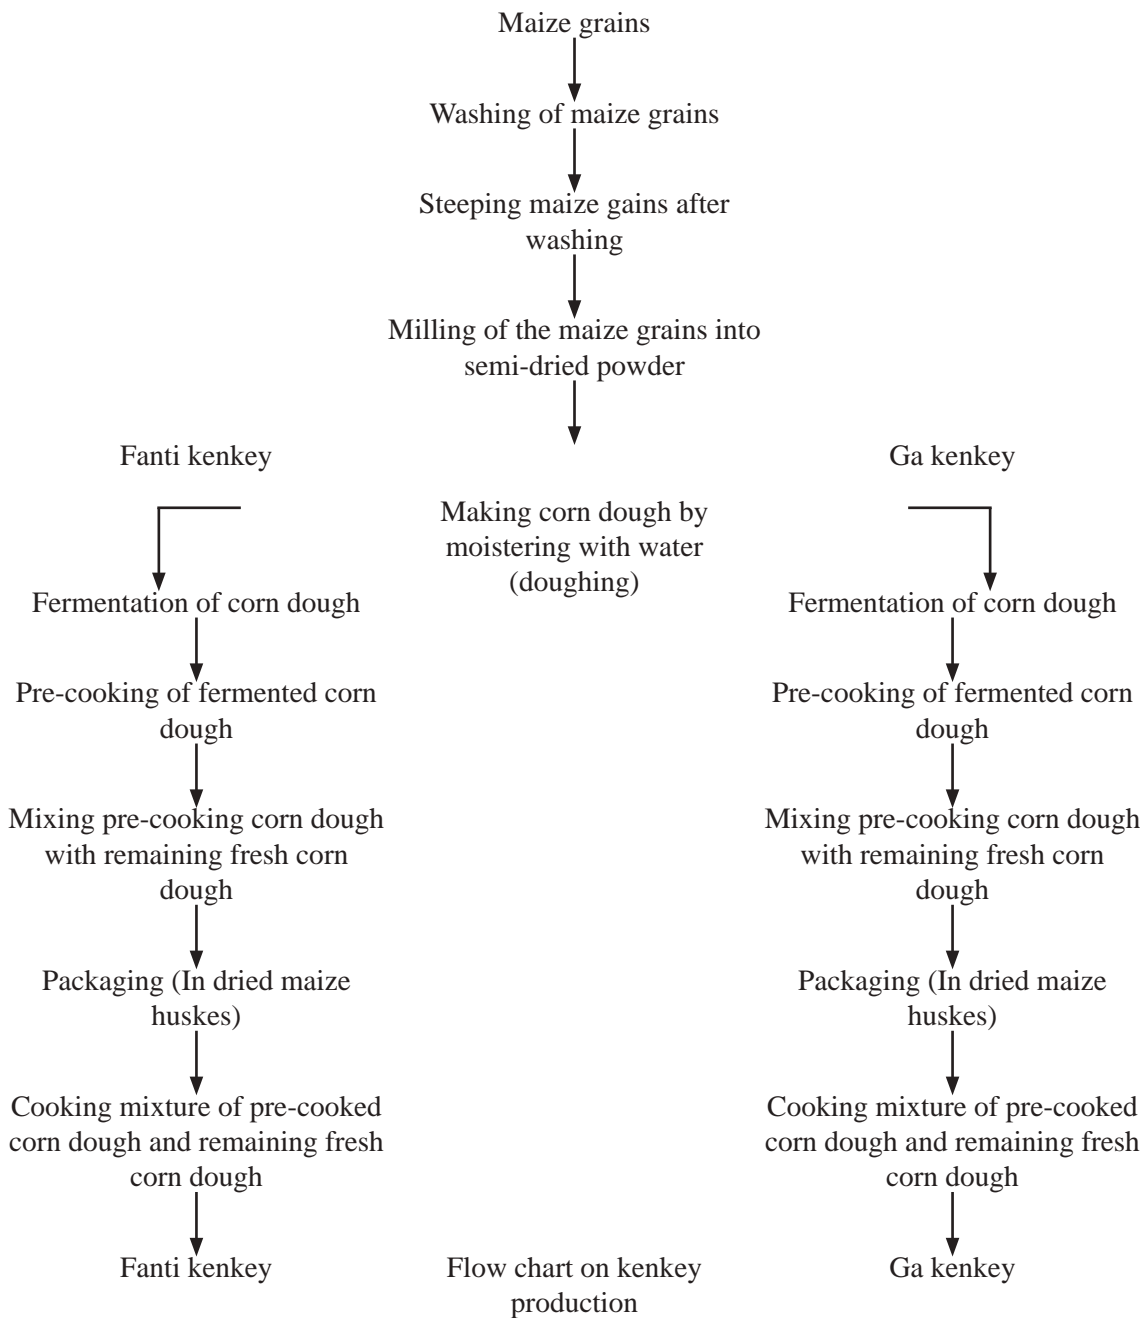 Maize grains
Washing of maize grains
Steeping maize gains after
washing
Milling of the maize grains into
semi-dried powder
Fanti kenkey
Ga kenkey
Making corn dough by
moistering with water
(doughing)
Fermentation of corn dough
Pre-cooking of fermented corn
dough
Mixing pre-cooking corn dough
with remaining fresh corn
dough
Packaging (In dried maize
huskes)
Cooking mixture of pre-cooked
corn dough and remaining fresh
corn dough
Fanti kenkey
Fermentation of corn dough
Pre-cooking of fermented corn
dough
Mixing pre-cooking corn dough
with remaining fresh corn
dough
Packaging (In dried maize
huskes)
Cooking mixture of pre-cooked
corn dough and remaining fresh
corn dough
Ga kenkey
Flow chart on kenkey
production